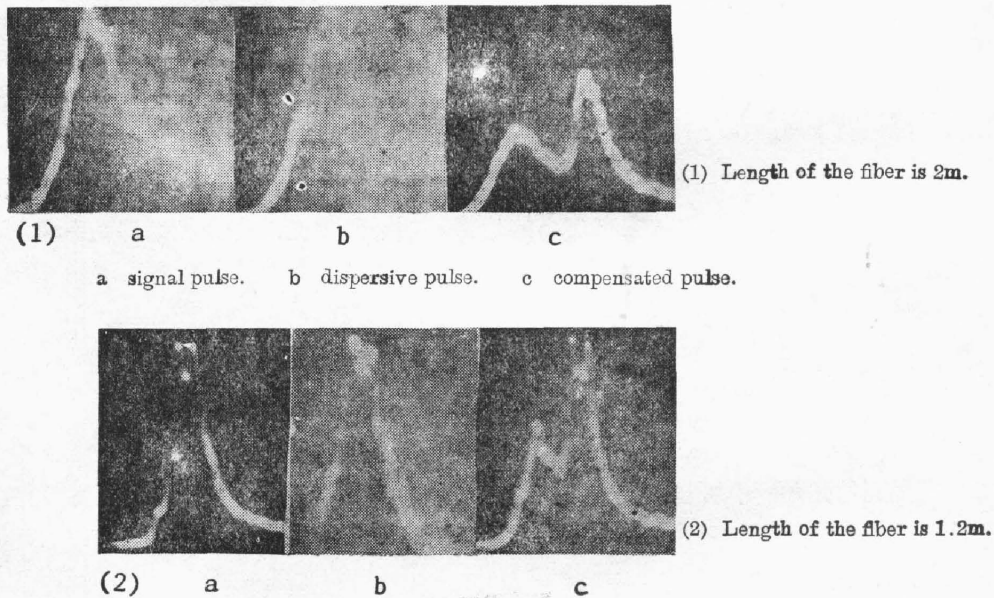 (1) Length of the fiber is 2m.
(1) a b c
a signal pulse. b dispersive pulse. c compensated pulse.
(2) Length of the fiber is 1.2m.
(2) a b c